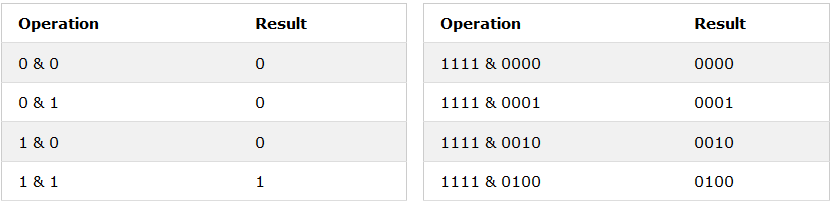 Operation Result
0 & 0 0
0 & 1 0
1 & 0 0
1 & 1 1
Operation Result
1111 & 0000 0000
1111 & 0001 0001
1111 & 0010 0010
1111 & 0100 0100